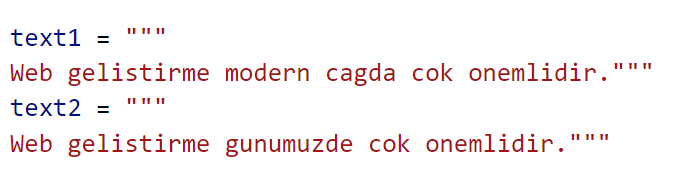 text1 = """
Web gelistirme modern cagda cok onemlidir."""
text2 = """
Web gelistirme gunumuzde cok onemlidir."""